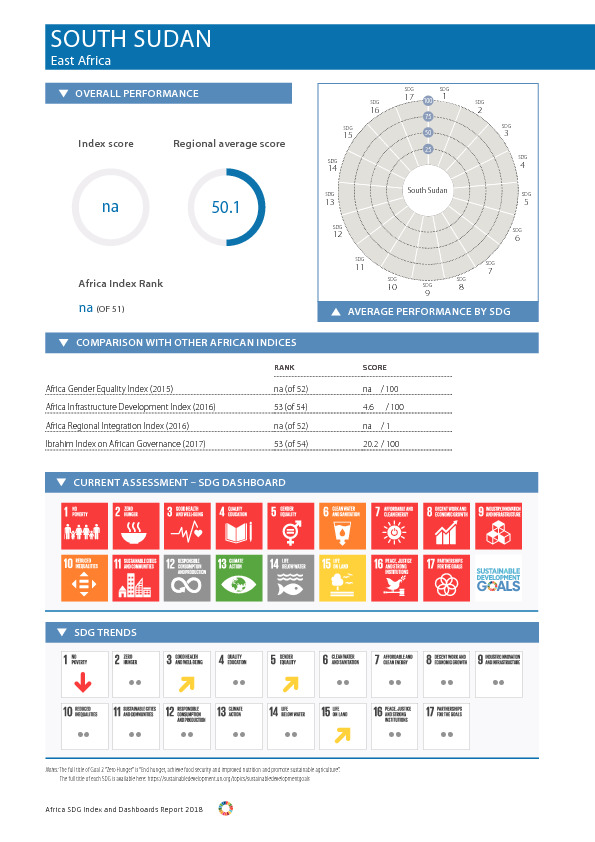 SOUTH SUDAN
East Africa
OVERALL PERFORMANCE
Index score
Regional average score
na
50.1
Africa Index Rank
na (OF 51)
SDG 1
SDG 2
SDG 3
SDG 4
SDG 5
SDG 6
SDG 7
SDG 8
SDG 9
SDG 10
SDG 11
SDG 12
SDG 13
SDG 14
SDG 15
SDG 16
SDG 17
100
75
50
25
South Sudan
AVERAGE PERFORMANCE BY SDG
COMPARISON WITH OTHER AFRICAN INDICES
RANK SCORE
Africa Gender Equality Index (2015) na (of 52) na / 100
Africa Infrastructure Development Index (2016) 53 (of 54) 4.6 / 100
Africa Regional Integration Index (2016) na (of 52) na / 1
Ibrahim Index on African Governance (2017) 53 (of 54) 20.2 / 100
CURRENT ASSESSMENT – SDG DASHBOARD
1 NO POVERTY
2 ZERO HUNGER
3 GOOD HEALTH AND WELL-BEING
4 QUALITY EDUCATION
5 GENDER EQUALITY
6 CLEAN WATER AND SANITATION
7 AFFORDABLE AND CLEAN ENERGY
8 DECENT WORK AND ECONOMIC GROWTH
9 INDUSTRY, INNOVATION AND INFRASTRUCTURE
10 REDUCED INEQUALITIES
11 SUSTAINABLE CITIES AND COMMUNITIES
12 RESPONSIBLE CONSUMPTION AND PRODUCTION
13 CLIMATE ACTION
14 LIFE BELOW WATER
15 LIFE ON LAND
16 PEACE, JUSTICE AND STRONG INSTITUTIONS
17 PARTNERSHIPS FOR THE GOALS
SUSTAINABLE
DEVELOPMENT
GOALS
SDG TRENDS
1 NO POVERTY
2 ZERO HUNGER
3 GOOD HEALTH AND WELL-BEING
4 QUALITY EDUCATION
5 GENDER EQUALITY
6 CLEAN WATER AND SANITATION
7 AFFORDABLE AND CLEAN ENERGY
8 DECENT WORK AND ECONOMIC GROWTH
9 INDUSTRY, INNOVATION AND INFRASTRUCTURE
10 REDUCED INEQUALITIES
11 SUSTAINABLE CITIES AND COMMUNITIES
12 RESPONSIBLE CONSUMPTION AND PRODUCTION
13 CLIMATE ACTION
14 LIFE BELOW WATER
15 LIFE ON LAND
16 PEACE, JUSTICE AND STRONG INSTITUTIONS
17 PARTNERSHIPS FOR THE GOALS
Notes: The full title of Goal 2 "Zero Hunger" is "End hunger, achieve food security and improved nutrition and promote sustainable agriculture".
The full title of each SDG is available here: https://sustainabledevelopment.un.org/topics/sustainabledevelopmentgoals
Africa SDG Index and Dashboards Report 2018